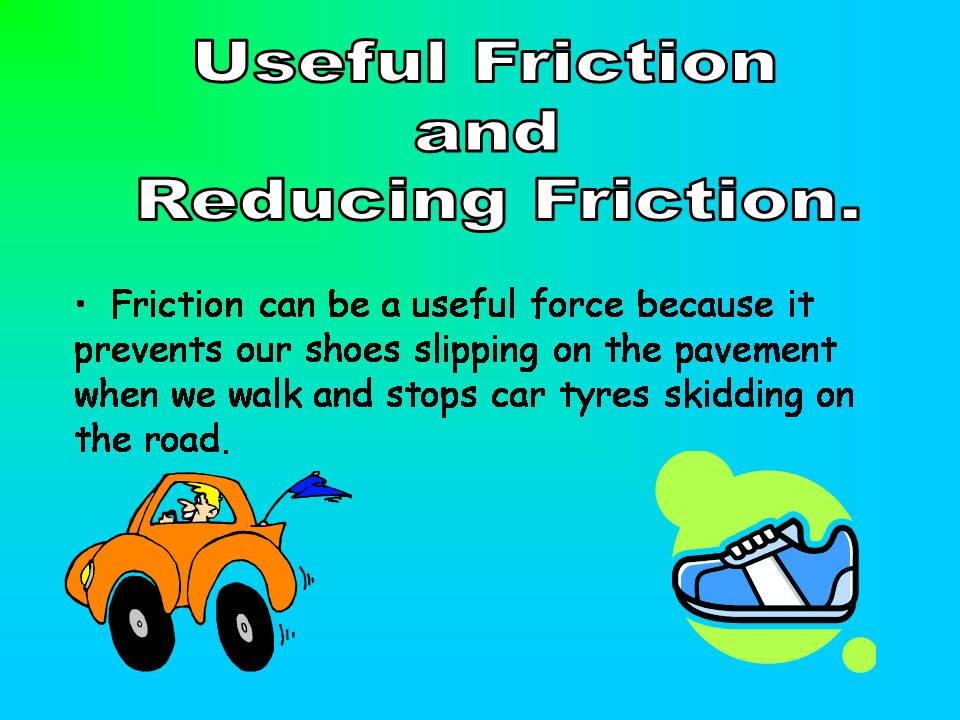 Useful Friction
and
Reducing Friction.
• Friction can be a useful force because it
prevents our shoes slipping on the pavement
when we walk and stops car tyres skidding on
the road.